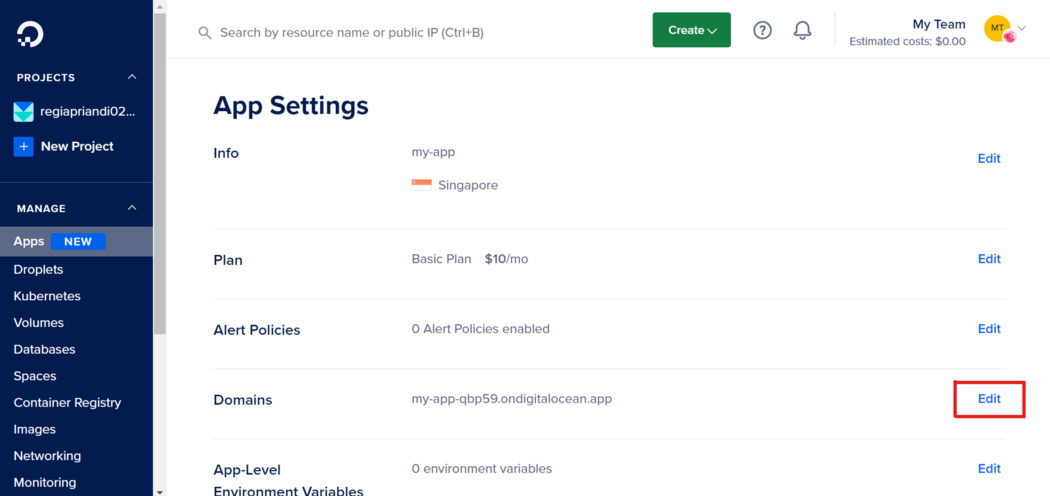 Search by resource name or public IP (Ctrl+B)
Create
?
My Team
Estimated costs: $0.00
MT
PROJECTS
regiapriandi02...
+ New Project
MANAGE
Apps NEW
Droplets
Kubernetes
Volumes
Databases
Spaces
Container Registry
Images
Networking
Monitoring
App Settings
Info my-app Edit
Singapore
Plan Basic Plan $10/mo Edit
Alert Policies 0 Alert Policies enabled Edit
Domains my-app-qbp59.ondigitalocean.app Edit
App-Level 0 environment variables Edit
Environment Variables